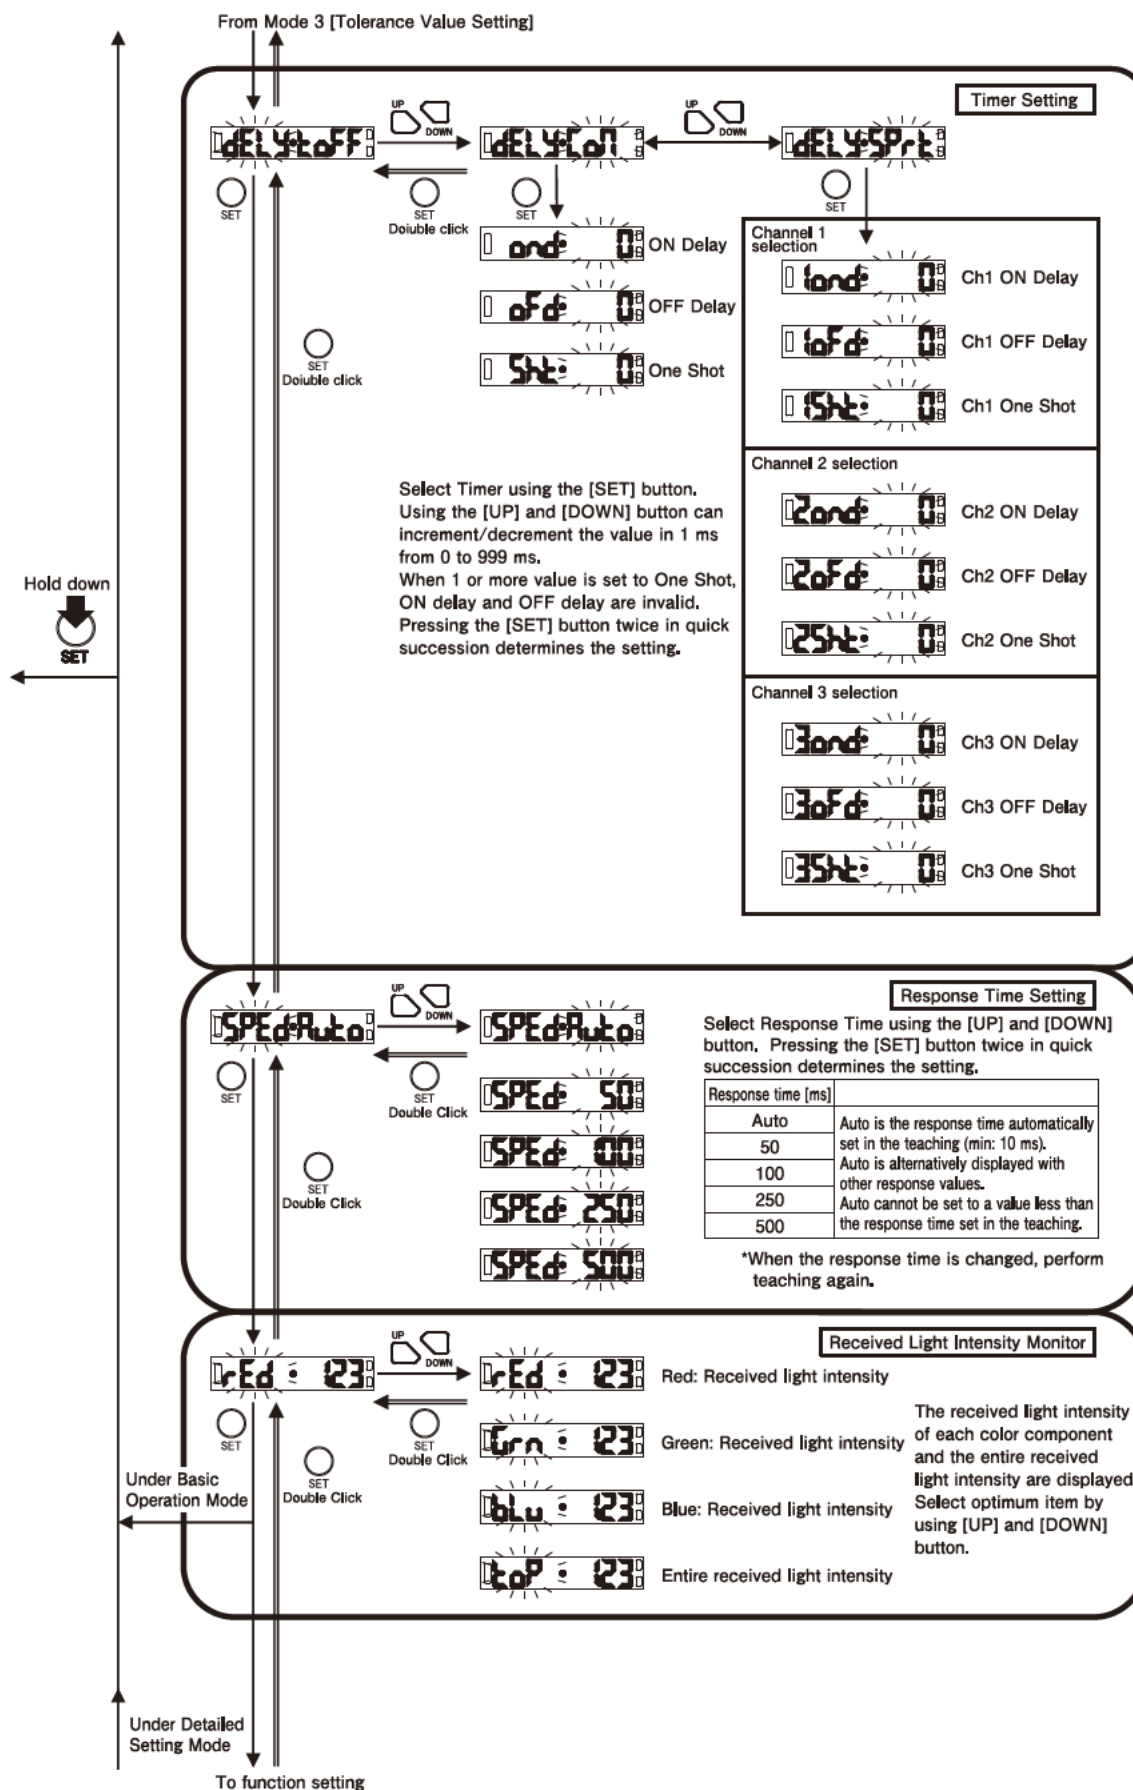 From Mode 3 [Tolerance Value Setting]
Timer Setting
UP
DOWN
UP
DOWN
dELY:toFF
dELY:Con
dELY:SPrt
SET
SET
Doiuble click
SET
SET
ond: 0 ON Delay
oFd: 0 OFF Delay
Sht: 0 One Shot
SET
Doiuble click
Channel 1
selection
1ond: 0 Ch1 ON Delay
1oFd: 0 Ch1 OFF Delay
1Sht: 0 Ch1 One Shot
Channel 2 selection
2ond: 0 Ch2 ON Delay
2oFd: 0 Ch2 OFF Delay
2Sht: 0 Ch2 One Shot
Channel 3 selection
3ond: 0 Ch3 ON Delay
3oFd: 0 Ch3 OFF Delay
3Sht: 0 Ch3 One Shot
Select Timer using the [SET] button.
Using the [UP] and [DOWN] button can
increment/decrement the value in 1 ms
from 0 to 999 ms.
When 1 or more value is set to One Shot,
ON delay and OFF delay are invalid.
Pressing the [SET] button twice in quick
succession determines the setting.
Hold down
SET
Response Time Setting
UP
DOWN
SPEd:Auto
SPEd:Auto
SET
SET
Double Click
SPEd: 50
SPEd: 100
SPEd: 250
SPEd: 500
SET
Double Click
Select Response Time using the [UP] and [DOWN]
button. Pressing the [SET] button twice in quick
succession determines the setting.
Response time [ms]
Auto
50
100
250
500
Auto is the response time automatically
set in the teaching (min: 10 ms).
Auto is alternatively displayed with
other response values.
Auto cannot be set to a value less than
the response time set in the teaching.
*When the response time is changed, perform
teaching again.
Received Light Intensity Monitor
UP
DOWN
rEd : 123
rEd : 123 Red: Received light intensity
SET
SET
Double Click
Grn : 123 Green: Received light intensity
bLu : 123 Blue: Received light intensity
toP : 123 Entire received light intensity
SET
Double Click
The received light intensity
of each color component
and the entire received
light intensity are displayed
Select optimum item by
using [UP] and [DOWN]
button.
Under Basic
Operation Mode
Under Detailed
Setting Mode
To function setting